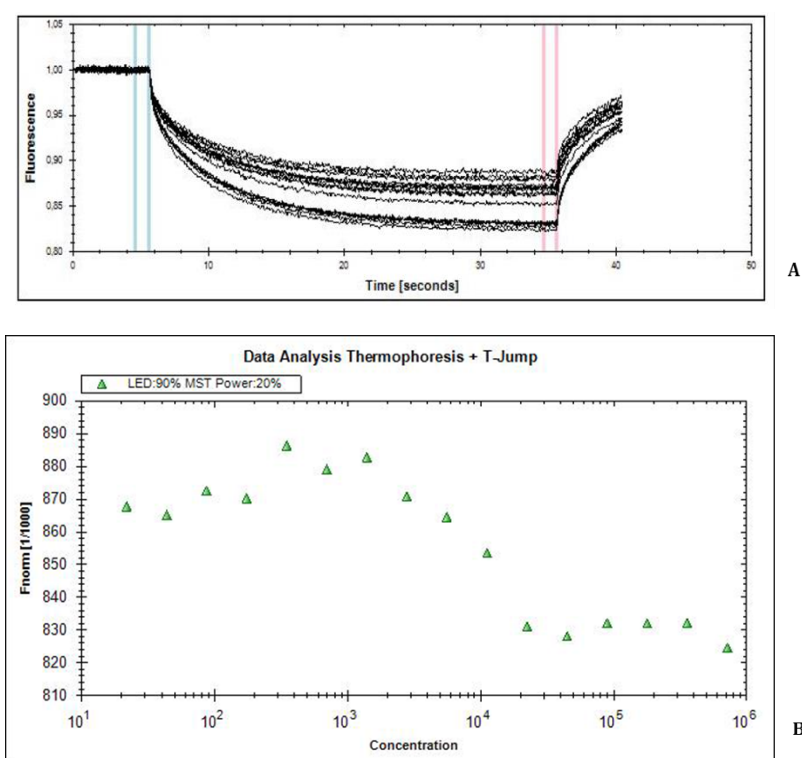 1,05
1,00
0,95
0,90
0,85
0,80
Fluorescence
0 10 20 30 40 50
Time [seconds]
A
Data Analysis Thermophoresis + T-Jump
LED:90% MST Power:20%
900
890
880
870
860
850
840
830
820
810
Fnorm [1/1000]
10¹ 10² 10³ 10⁴ 10⁵ 10⁶
Concentration
B